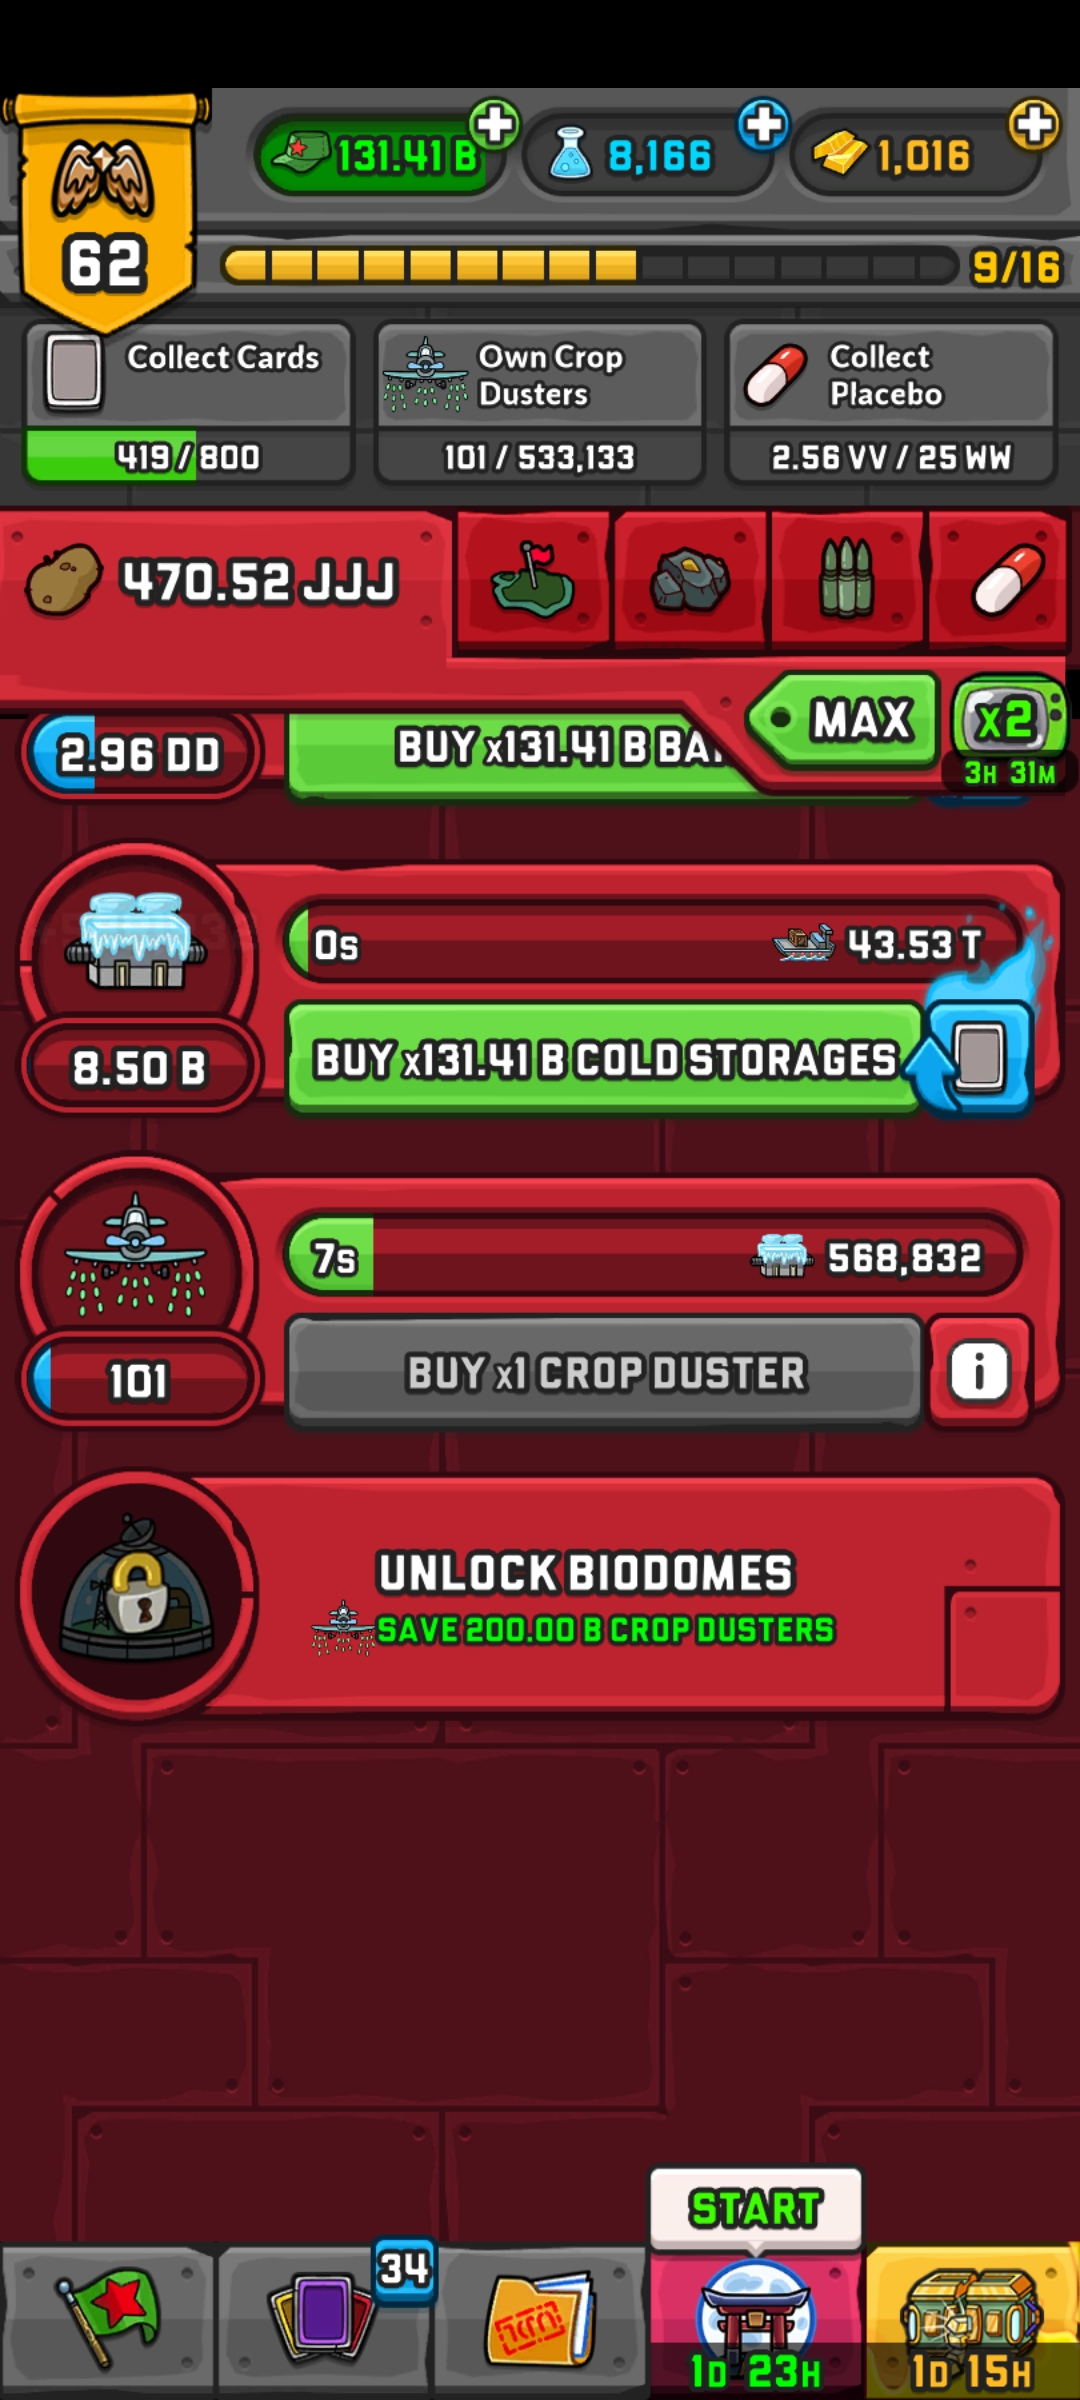 131.41 B
8,166
1,016
62
9/16
Collect Cards
419 / 800
Own Crop
Dusters
101 / 533,133
Collect
Placebo
2.56 VV / 25 WW
470.52 JJJ
MAX
x2
3H 31M
2.96 DD
BUY x131.41 B BA
0s
43.53 T
8.50 B
BUY x131.41 B COLD STORAGES
7s
568,832
101
BUY x1 CROP DUSTER
i
UNLOCK BIODOMES
SAVE 200.00 B CROP DUSTERS
START
34
1D 23H
1D 15H